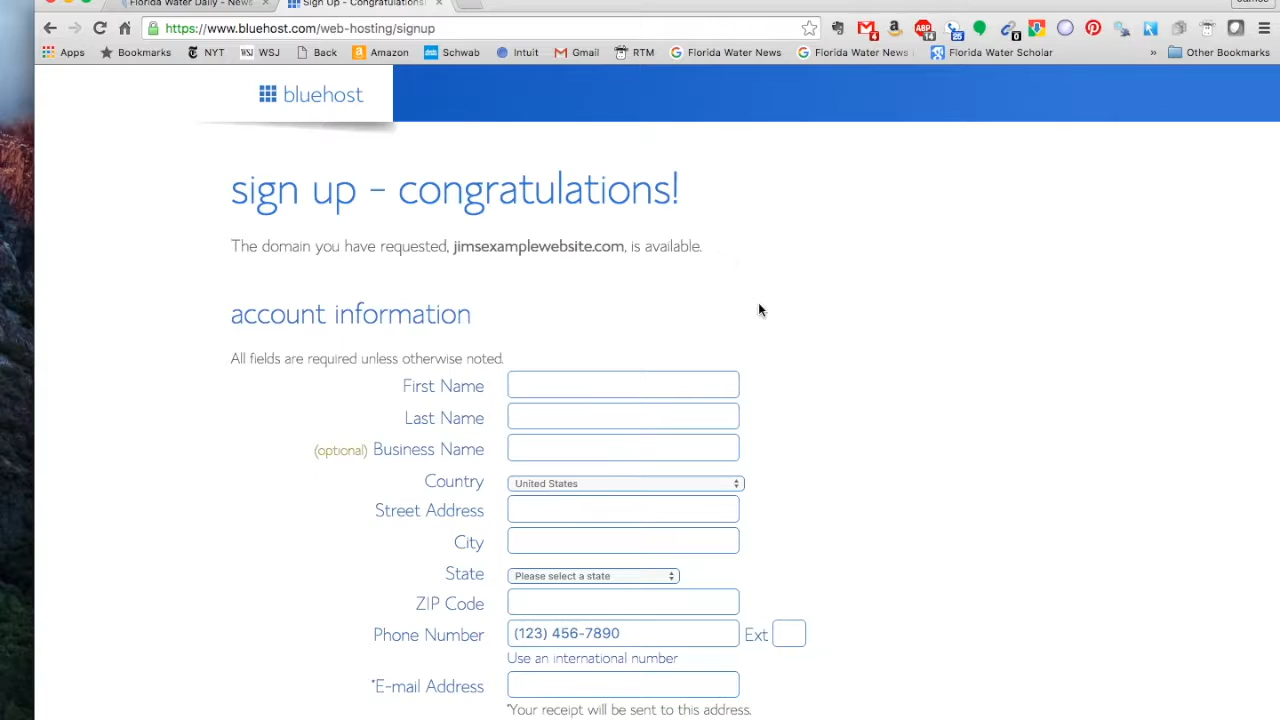 Florida Water Daily - News
Sign Up - Congratulations!
https://www.bluehost.com/web-hosting/signup
4
ABP
14
25
0
Apps Bookmarks NYT WSJ Back Amazon Schwab Intuit Gmail RTM Florida Water News Florida Water News Florida Water Scholar » Other Bookmarks
bluehost
sign up - congratulations!
The domain you have requested, jimsexamplewebsite.com, is available.
account information
All fields are required unless otherwise noted.
First Name
Last Name
(optional) Business Name
Country United States
Street Address
City
State Please select a state
ZIP Code
Phone Number (123) 456-7890 Ext
Use an international number
*E-mail Address
*Your receipt will be sent to this address.